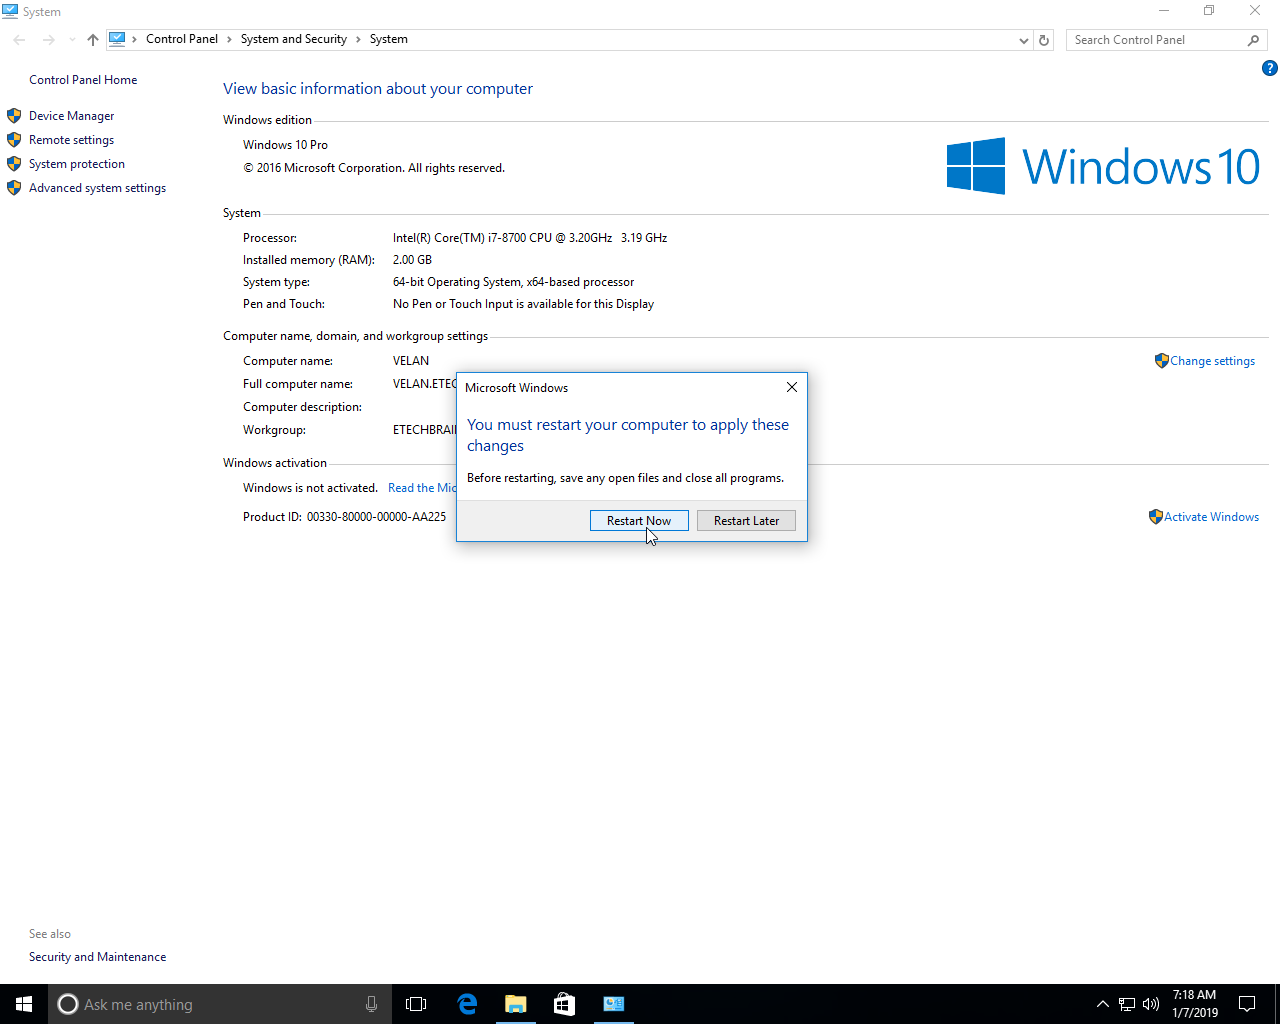 System
Control Panel › System and Security › System
Search Control Panel
Control Panel Home
Device Manager
Remote settings
System protection
Advanced system settings
View basic information about your computer
Windows edition
Windows 10 Pro
© 2016 Microsoft Corporation. All rights reserved.
Windows 10
System
Processor: Intel(R) Core(TM) i7-8700 CPU @ 3.20GHz 3.19 GHz
Installed memory (RAM): 2.00 GB
System type: 64-bit Operating System, x64-based processor
Pen and Touch: No Pen or Touch Input is available for this Display
Computer name, domain, and workgroup settings
Computer name: VELAN
Change settings
Full computer name: VELAN.ETEC
Computer description:
Workgroup: ETECHBRAI
Windows activation
Windows is not activated. Read the Mic
Product ID: 00330-80000-00000-AA225
Activate Windows
Microsoft Windows
You must restart your computer to apply these
changes
Before restarting, save any open files and close all programs.
Restart Now
Restart Later
See also
Security and Maintenance
Ask me anything
7:18 AM
1/7/2019